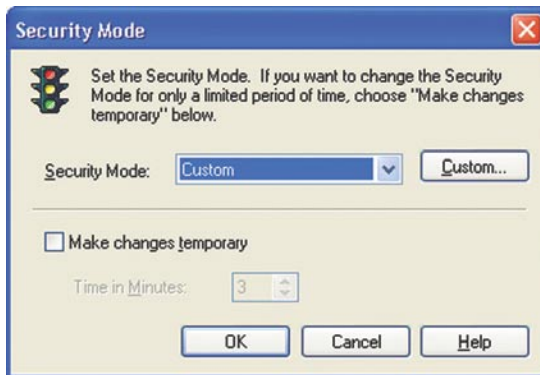 Security Mode
Set the Security Mode. If you want to change the Security
Mode for only a limited period of time, choose "Make changes
temporary" below.
Security Mode: Custom Custom...
Make changes temporary
Time in Minutes: 3
OK Cancel Help